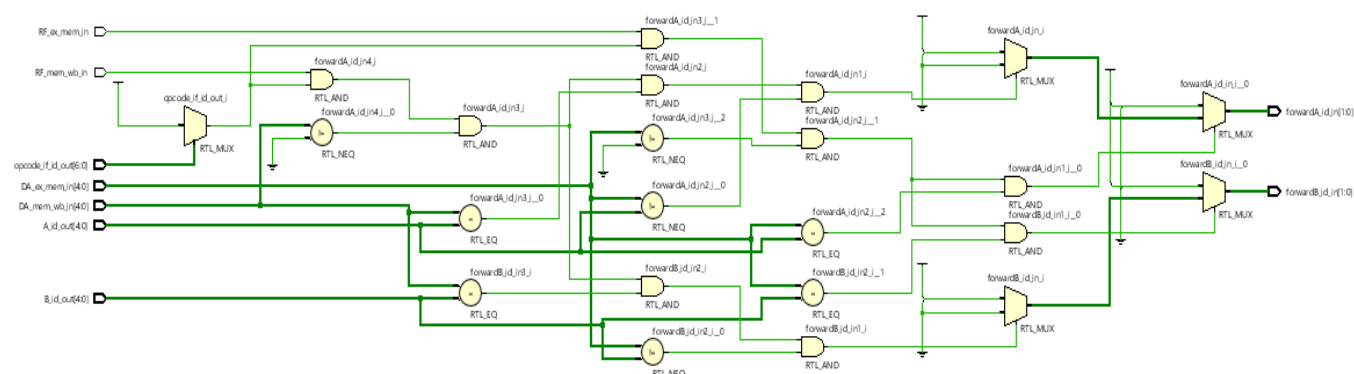 RF_ex_mem_in
RF_mem_wb_in
opcode_if_id_out[6:0]
DA_ex_mem_in[4:0]
DA_mem_wb_in[4:0]
A_id_out[4:0]
B_id_out[4:0]
opcode_if_id_out_i
RTL_MUX
forwardA_id_in4_i
RTL_AND
forwardA_id_in4_i__0
RTL_NEQ
forwardA_id_in3_i
RTL_AND
forwardA_id_in3_i__0
RTL_EQ
forwardB_id_in3_i
RTL_EQ
forwardA_id_in3_i__1
RTL_AND
forwardA_id_in2_i
RTL_AND
forwardA_id_in3_i__2
RTL_NEQ
forwardA_id_in2_i__0
RTL_NEQ
forwardB_id_in2_i
RTL_AND
forwardB_id_in2_i__0
RTL_NEQ
forwardA_id_in1_i
RTL_AND
forwardA_id_in2_i__1
RTL_AND
forwardA_id_in2_i__2
RTL_EQ
forwardB_id_in2_i__1
RTL_EQ
forwardB_id_in1_i
RTL_AND
forwardA_id_in_i
RTL_MUX
forwardA_id_in1_i__0
RTL_AND
forwardB_id_in1_i__0
RTL_AND
forwardB_id_in_i
RTL_MUX
forwardA_id_in_i__0
RTL_MUX
forwardB_id_in_i__0
RTL_MUX
forwardA_id_in[1:0]
forwardB_id_in[1:0]